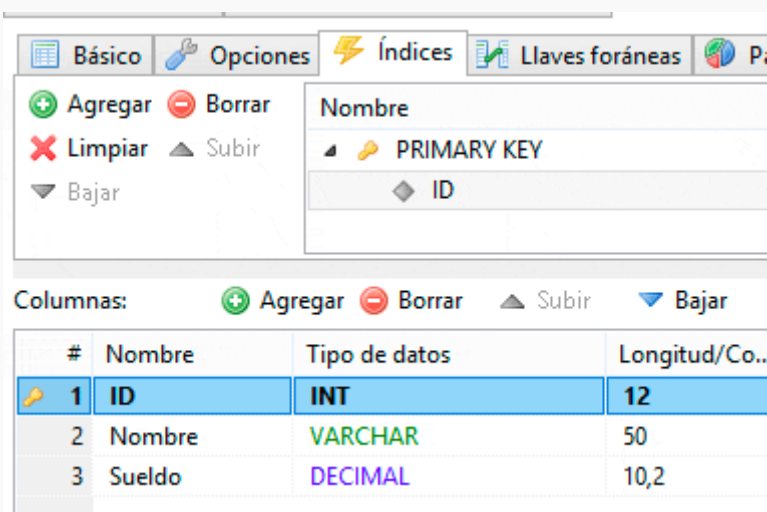 Básico Opciones Índices Llaves foráneas
Agregar Borrar
Limpiar Subir
Bajar
Nombre
PRIMARY KEY
ID
Columnas: Agregar Borrar Subir Bajar
# Nombre Tipo de datos Longitud/Co...
1 ID INT 12
2 Nombre VARCHAR 50
3 Sueldo DECIMAL 10,2